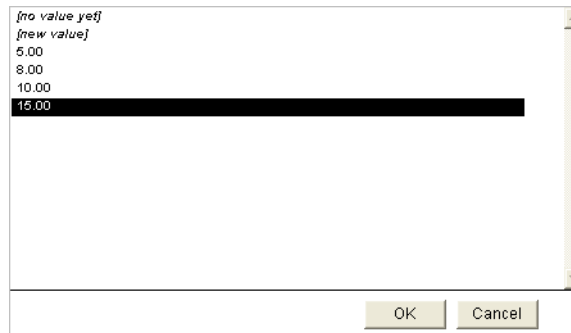 [no value yet]
[new value]
5.00
8.00
10.00
15.00
OK Cancel